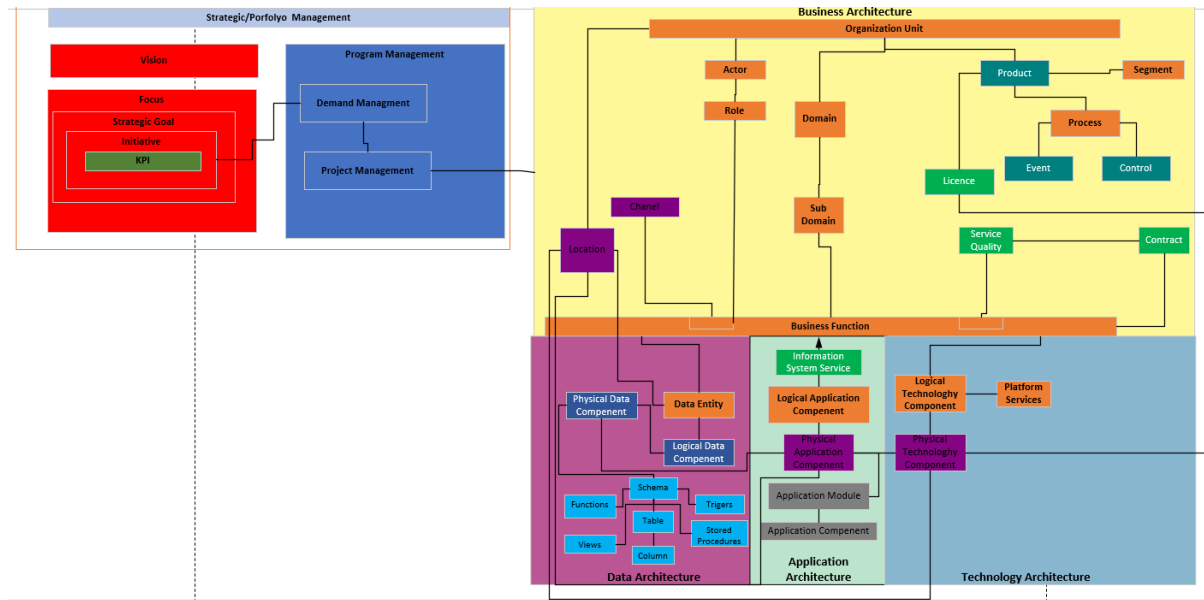 Strategic/Porfolyo Management
Vision
Focus
Strategic Goal
Initiative
KPI
Program Management
Demand Managment
Project Management
Business Architecture
Organization Unit
Actor
Role
Domain
Sub
Domain
Product
Segment
Process
Event
Control
Licence
Service
Quality
Contract
Chanel
Location
Business Function
Information
System Service
Logical Application
Component
Physical
Application
Component
Application Module
Application Compenent
Application
Architecture
Physical Data
Component
Data Entity
Logical Data
Component
Schema
Functions
Trigers
Table
Views
Stored
Procedures
Column
Data Architecture
Logical
Technologhy
Component
Platform
Services
Physical
Technologhy
Component
Technology Architecture